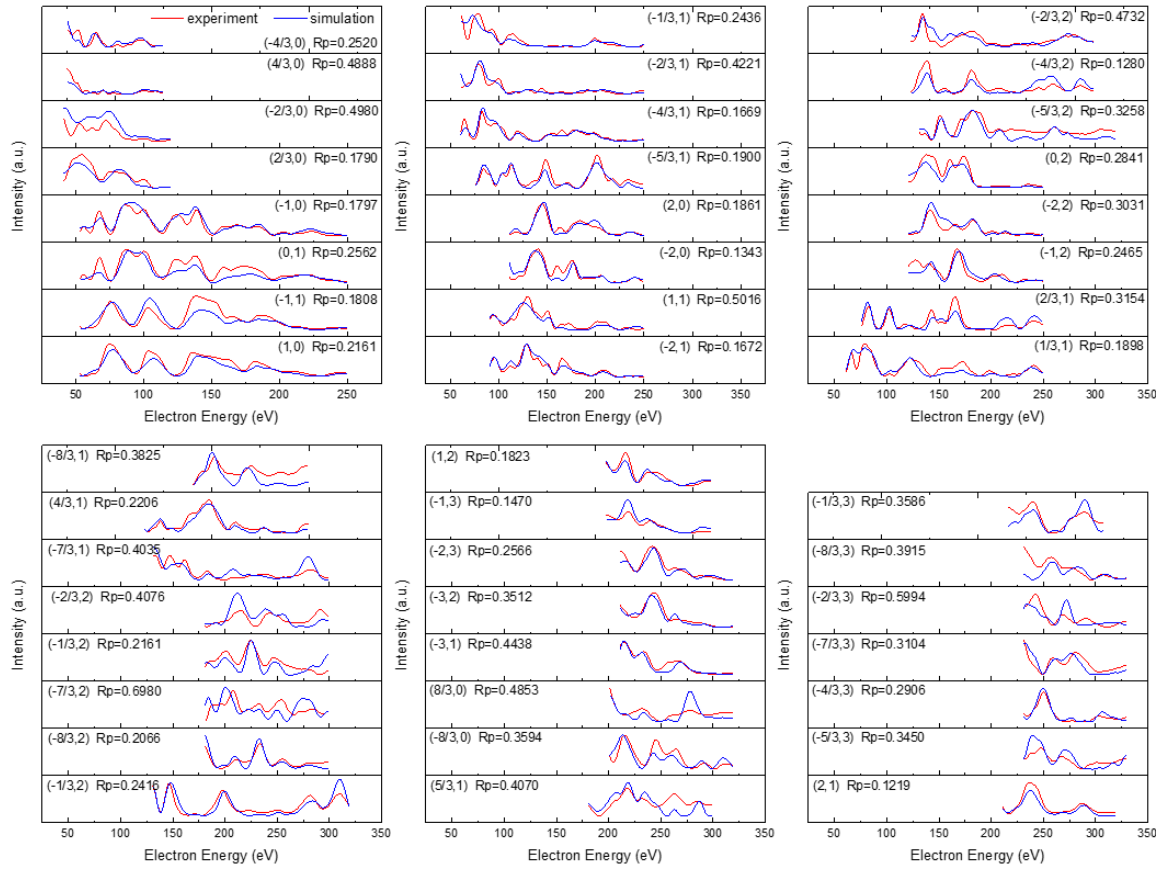 experiment simulation
(-4/3,0) Rp=0.2520
(4/3,0) Rp=0.4888
(-2/3,0) Rp=0.4980
(2/3,0) Rp=0.1790
(-1,0) Rp=0.1797
(0,1) Rp=0.2562
(-1,1) Rp=0.1808
(1,0) Rp=0.2161
Intensity (a.u.)
50 100 150 200 250
Electron Energy (eV)
(-1/3,1) Rp=0.2436
(-2/3,1) Rp=0.4221
(-4/3,1) Rp=0.1669
(-5/3,1) Rp=0.1900
(2,0) Rp=0.1861
(-2,0) Rp=0.1343
(1,1) Rp=0.5016
(-2,1) Rp=0.1672
Intensity (a.u.)
50 100 150 200 250 300 350
Electron Energy (eV)
(-2/3,2) Rp=0.4732
(-4/3,2) Rp=0.1280
(-5/3,2) Rp=0.3258
(0,2) Rp=0.2841
(-2,2) Rp=0.3031
(-1,2) Rp=0.2465
(2/3,1) Rp=0.3154
(1/3,1) Rp=0.1898
Intensity (a.u.)
50 100 150 200 250 300 350
Electron Energy (eV)
(-8/3,1) Rp=0.3825
(4/3,1) Rp=0.2206
(-7/3,1) Rp=0.4035
(-2/3,2) Rp=0.4076
(-1/3,2) Rp=0.2161
(-7/3,2) Rp=0.6980
(-8/3,2) Rp=0.2066
(-1/3,2) Rp=0.2416
Intensity (a.u.)
50 100 150 200 250 300 350
Electron Energy (eV)
(1,2) Rp=0.1823
(-1,3) Rp=0.1470
(-2,3) Rp=0.2566
(-3,2) Rp=0.3512
(-3,1) Rp=0.4438
(8/3,0) Rp=0.4853
(-8/3,0) Rp=0.3594
(5/3,1) Rp=0.4070
Intensity (a.u.)
50 100 150 200 250 300 350
Electron Energy (eV)
(-1/3,3) Rp=0.3586
(-8/3,3) Rp=0.3915
(-2/3,3) Rp=0.5994
(-7/3,3) Rp=0.3104
(-4/3,3) Rp=0.2906
(-5/3,3) Rp=0.3450
(2,1) Rp=0.1219
Intensity (a.u.)
50 100 150 200 250 300 350
Electron Energy (eV)